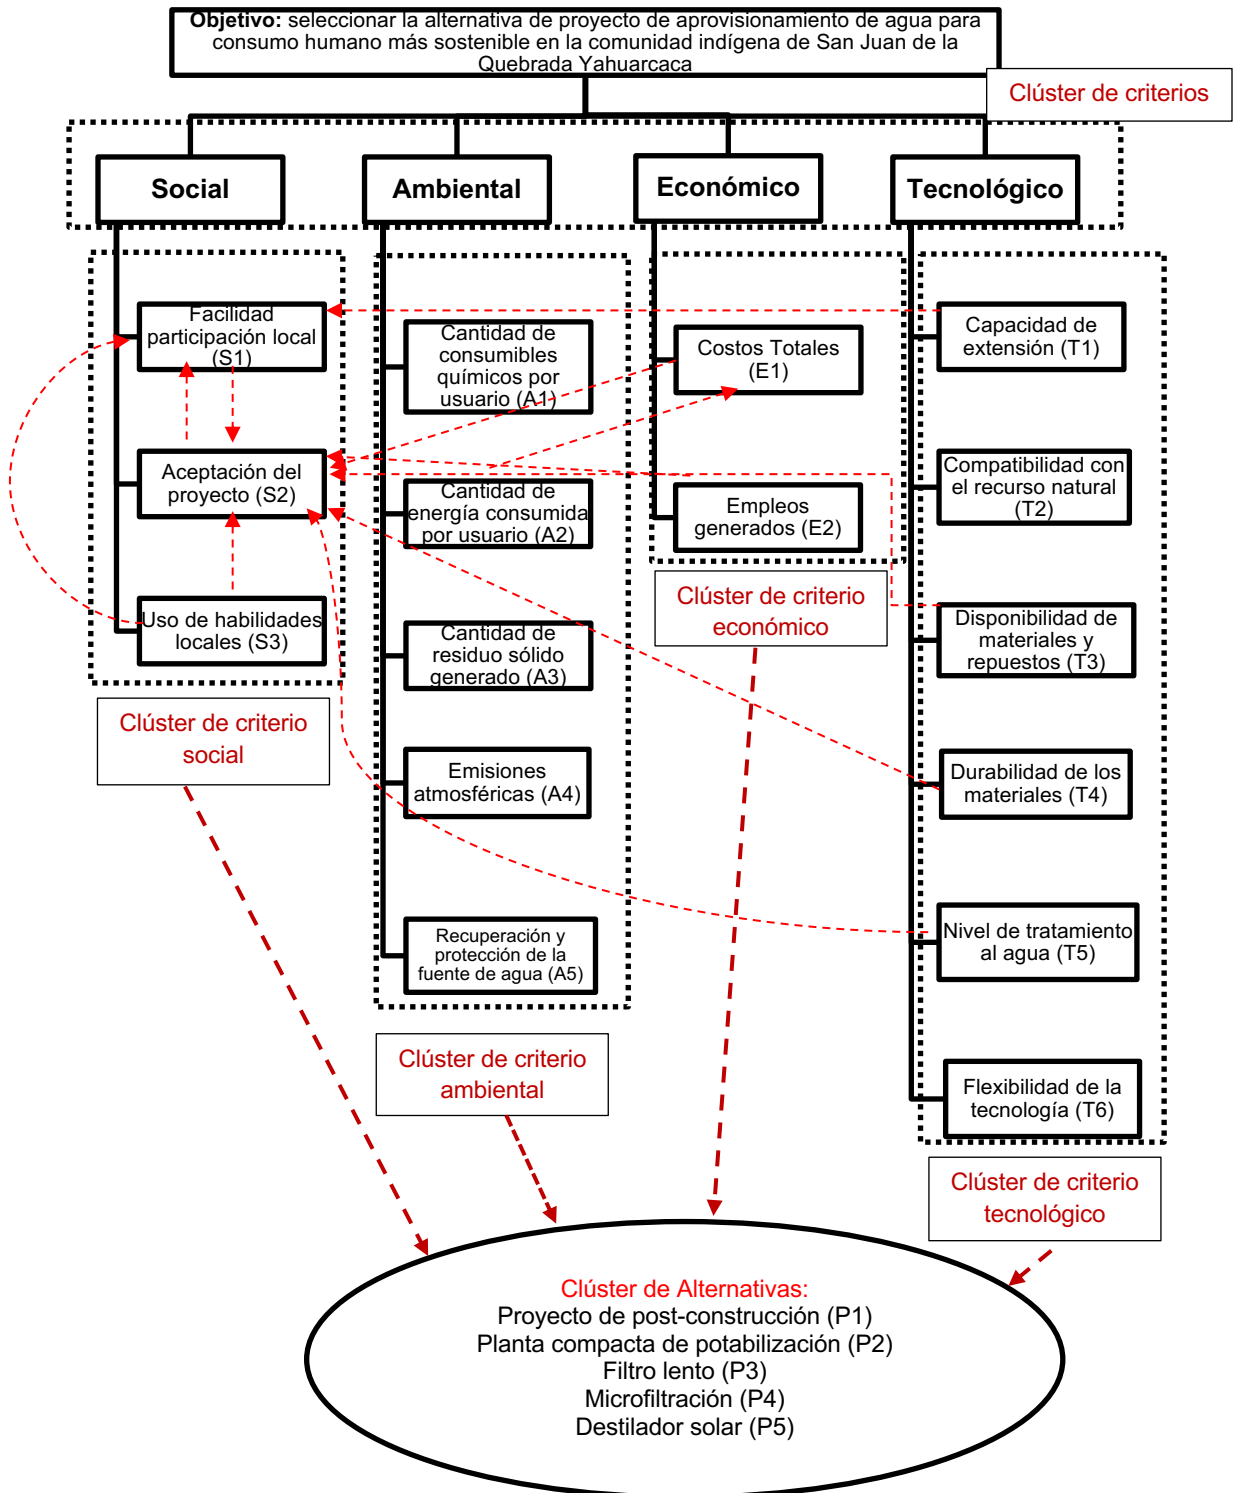 Objetivo: seleccionar la alternativa de proyecto de aprovisionamiento de agua para
consumo humano más sostenible en la comunidad indígena de San Juan de la
Quebrada Yahuarcaca
Clúster de criterios
Social
Ambiental
Económico
Tecnológico
Facilidad
participación local
(S1)
Aceptación del
proyecto (S2)
Uso de habilidades
locales (S3)
Clúster de criterio
social
Cantidad de
consumibles
químicos por
usuario (A1)
Cantidad de
energía consumida
por usuario (A2)
Cantidad de
residuo sólido
generado (A3)
Emisiones
atmosféricas (A4)
Recuperación y
protección de la
fuente de agua (A5)
Clúster de criterio
ambiental
Costos Totales
(E1)
Empleos
generados (E2)
Clúster de criterio
económico
Capacidad de
extensión (T1)
Compatibilidad con
el recurso natural
(T2)
Disponibilidad de
materiales y
repuestos (T3)
Durabilidad de los
materiales (T4)
Nivel de tratamiento
al agua (T5)
Flexibilidad de la
tecnología (T6)
Clúster de criterio
tecnológico
Clúster de Alternativas:
Proyecto de post-construcción (P1)
Planta compacta de potabilización (P2)
Filtro lento (P3)
Microfiltración (P4)
Destilador solar (P5)